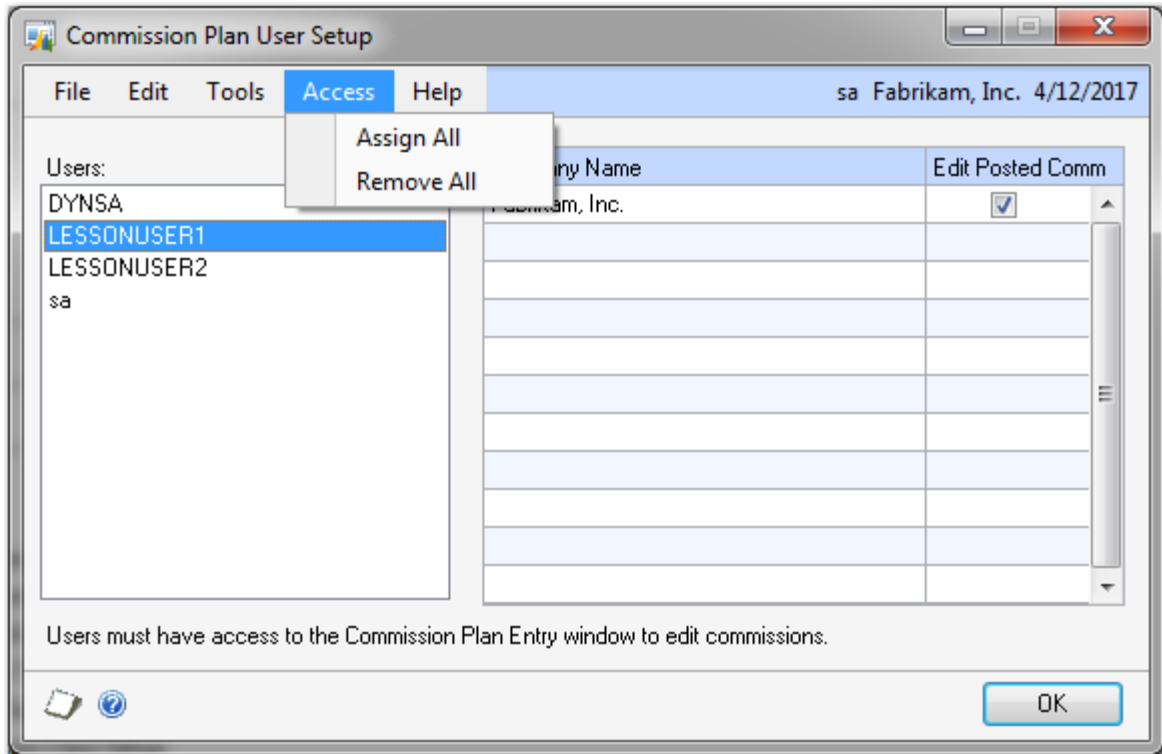 Commission Plan User Setup
File Edit Tools Access Help sa Fabrikam, Inc. 4/12/2017
Assign All
Remove All
Users: Name Edit Posted Comm
DYNSA Inc.
LESSONUSER1
LESSONUSER2
sa
Users must have access to the Commission Plan Entry window to edit commissions.
OK